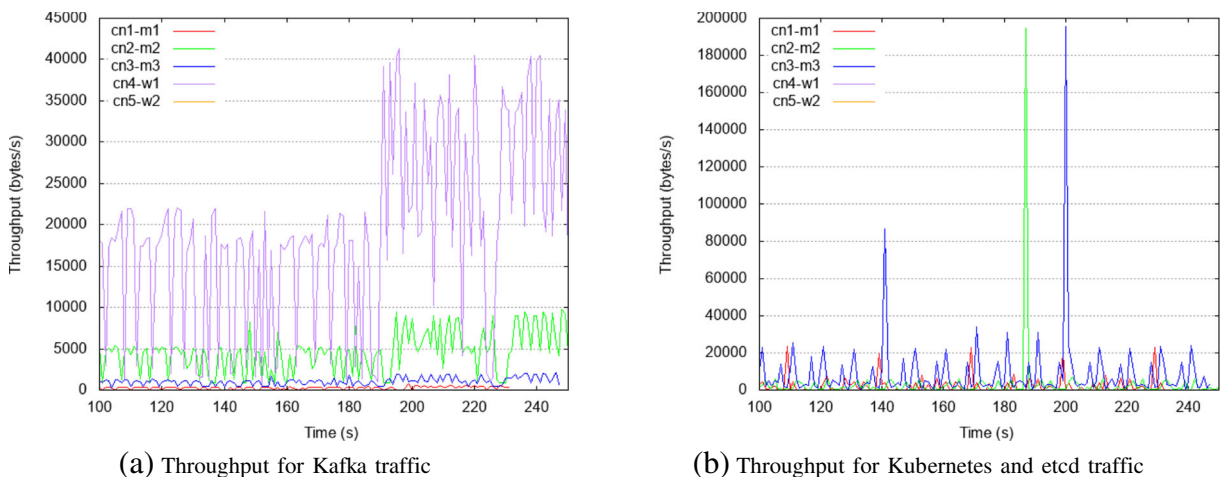 45000
40000
35000
30000
25000
20000
15000
10000
5000
0
Throughput (bytes/s)
cn1-m1
cn2-m2
cn3-m3
cn4-w1
cn5-w2
100 120 140 160 180 200 220 240
Time (s)
(a) Throughput for Kafka traffic
200000
180000
160000
140000
120000
100000
80000
60000
40000
20000
0
Throughput (bytes/s)
cn1-m1
cn2-m2
cn3-m3
cn4-w1
cn5-w2
100 120 140 160 180 200 220 240
Time (s)
(b) Throughput for Kubernetes and etcd traffic